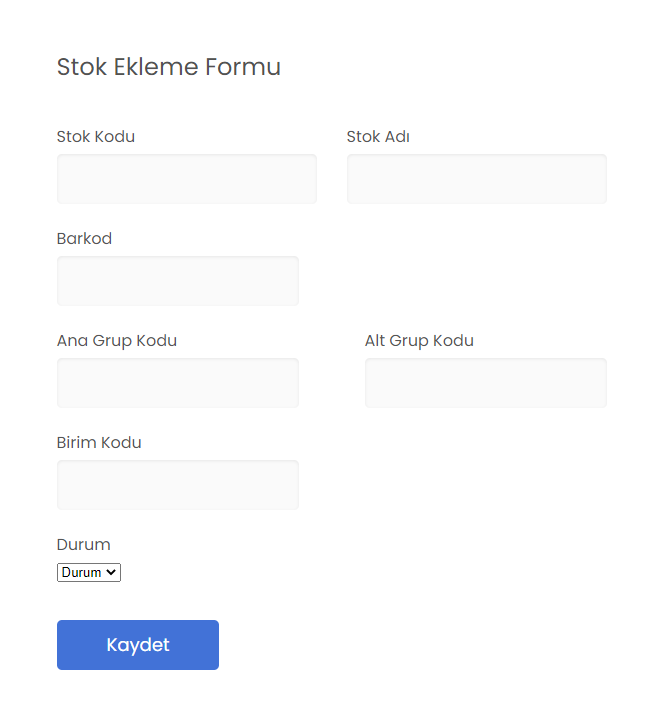 Stok Ekleme Formu
Stok Kodu
Stok Adı
Barkod
Ana Grup Kodu
Alt Grup Kodu
Birim Kodu
Durum
Durum
Kaydet